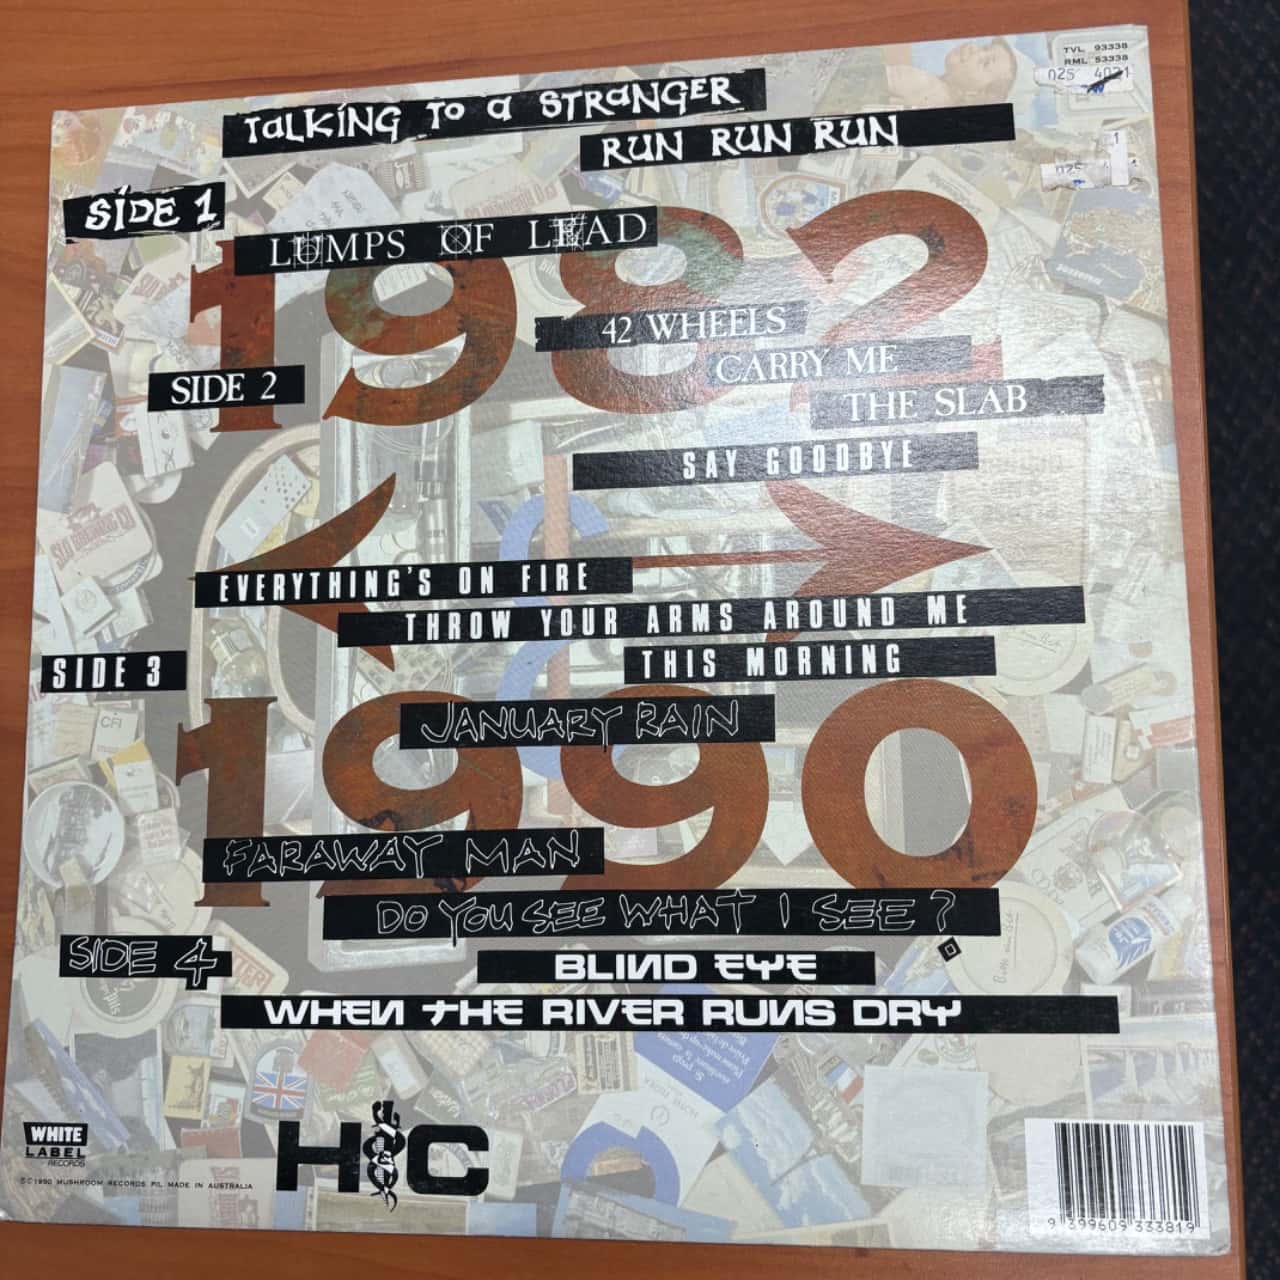 TVL 93338
RML 53338
025 4021
TALKING TO A STRANGER
RUN RUN RUN
SIDE 1
LUMPS OF LEAD
1982
42 WHEELS
CARRY ME
SIDE 2
THE SLAB
SAY GOODBYE
EVERYTHING'S ON FIRE
THROW YOUR ARMS AROUND ME
SIDE 3
THIS MORNING
JANUARY RAIN
1990
FARAWAY MAN
DO YOU SEE WHAT I SEE?
SIDE 4
BLIND EYE
WHEN THE RIVER RUNS DRY
WHITE
LABEL
RECORDS
H C
©1990 MUSHROOM RECORDS P/L MADE IN AUSTRALIA
9 399609 333819